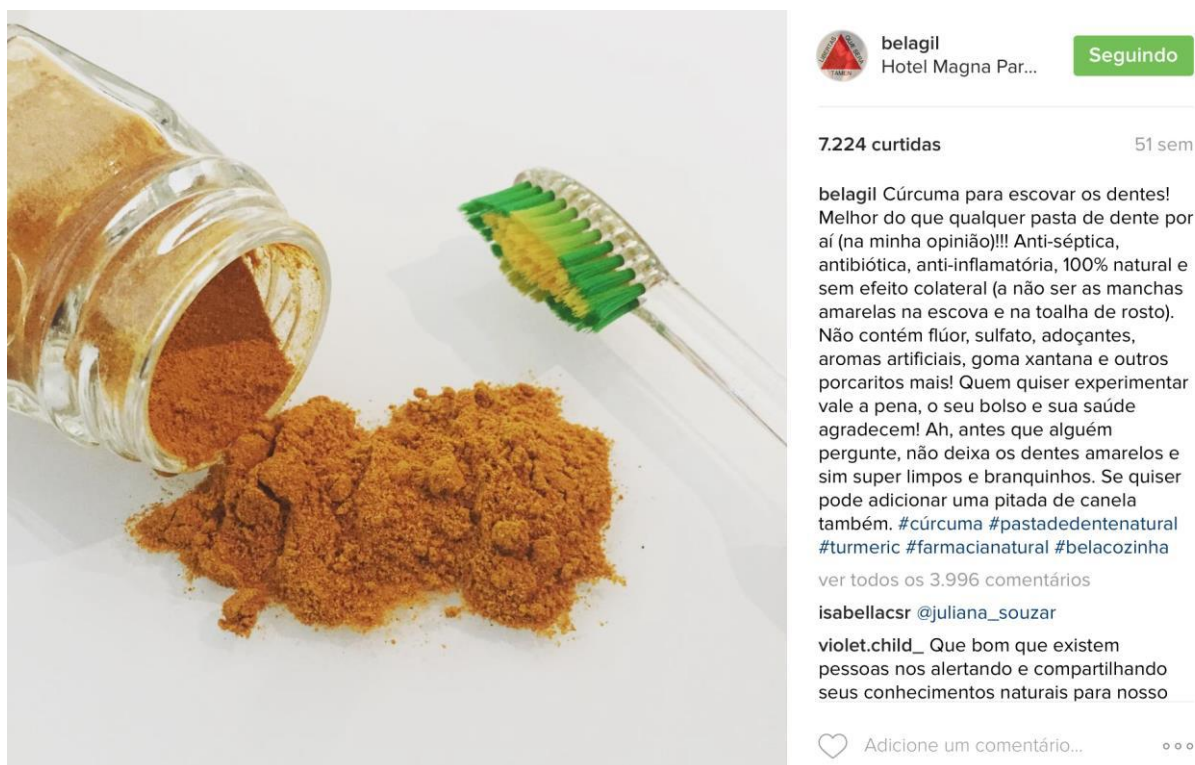 belagil
Hotel Magna Par...
Seguindo
7.224 curtidas
51 sem
belagil Cúrcuma para escovar os dentes!
Melhor do que qualquer pasta de dente por
aí (na minha opinião)!!! Anti-séptica,
antibiótica, anti-inflamatória, 100% natural e
sem efeito colateral (a não ser as manchas
amarelas na escova e na toalha de rosto).
Não contém flúor, sulfato, adoçantes,
aromas artificiais, goma xantana e outros
porcaritos mais! Quem quiser experimentar
vale a pena, o seu bolso e sua saúde
agradecem! Ah, antes que alguém
pergunte, não deixa os dentes amarelos e
sim super limpos e branquinhos. Se quiser
pode adicionar uma pitada de canela
também. #cúrcuma #pastadedentenatural
#turmeric #farmacianatural #belacozinha
ver todos os 3.996 comentários
isabellacsr @juliana_souzar
violet.child_ Que bom que existem
pessoas nos alertando e compartilhando
seus conhecimentos naturais para nosso
Adicione um comentário...